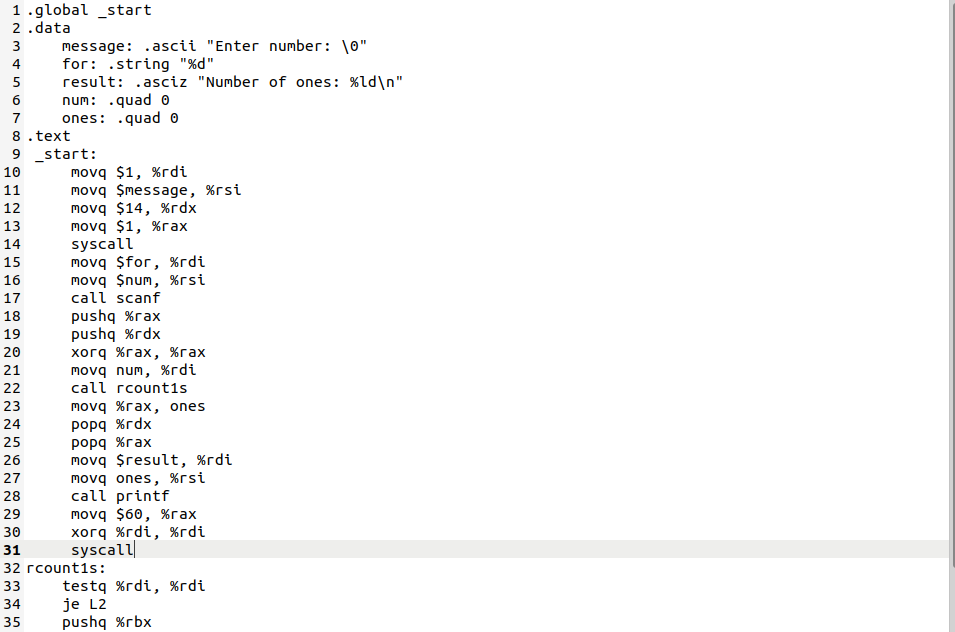 1 .global _start
2 .data
3     message: .ascii "Enter number: \0"
4     for: .string "%d"
5     result: .asciz "Number of ones: %ld\n"
6     num: .quad 0
7     ones: .quad 0
8 .text
9  _start:
10      movq $1, %rdi
11      movq $message, %rsi
12      movq $14, %rdx
13      movq $1, %rax
14      syscall
15      movq $for, %rdi
16      movq $num, %rsi
17      call scanf
18      pushq %rax
19      pushq %rdx
20      xorq %rax, %rax
21      movq num, %rdi
22      call rcount1s
23      movq %rax, ones
24      popq %rdx
25      popq %rax
26      movq $result, %rdi
27      movq ones, %rsi
28      call printf
29      movq $60, %rax
30      xorq %rdi, %rdi
31      syscall
32 rcount1s:
33     testq %rdi, %rdi
34     je L2
35     pushq %rbx